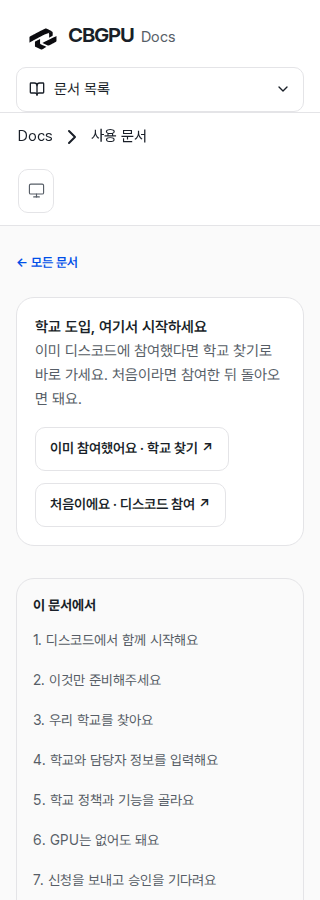 CBGPU Docs
문서 목록
Docs > 사용 문서
← 모든 문서
학교 도입, 여기서 시작하세요
이미 디스코드에 참여했다면 학교 찾기로
바로 가세요. 처음이라면 참여한 뒤 돌아오
면 돼요.
이미 참여했어요 · 학교 찾기 ↗
처음이에요 · 디스코드 참여 ↗
이 문서에서
1. 디스코드에서 함께 시작해요
2. 이것만 준비해주세요
3. 우리 학교를 찾아요
4. 학교와 담당자 정보를 입력해요
5. 학교 정책과 기능을 골라요
6. GPU는 없어도 돼요
7. 신청을 보내고 승인을 기다려요